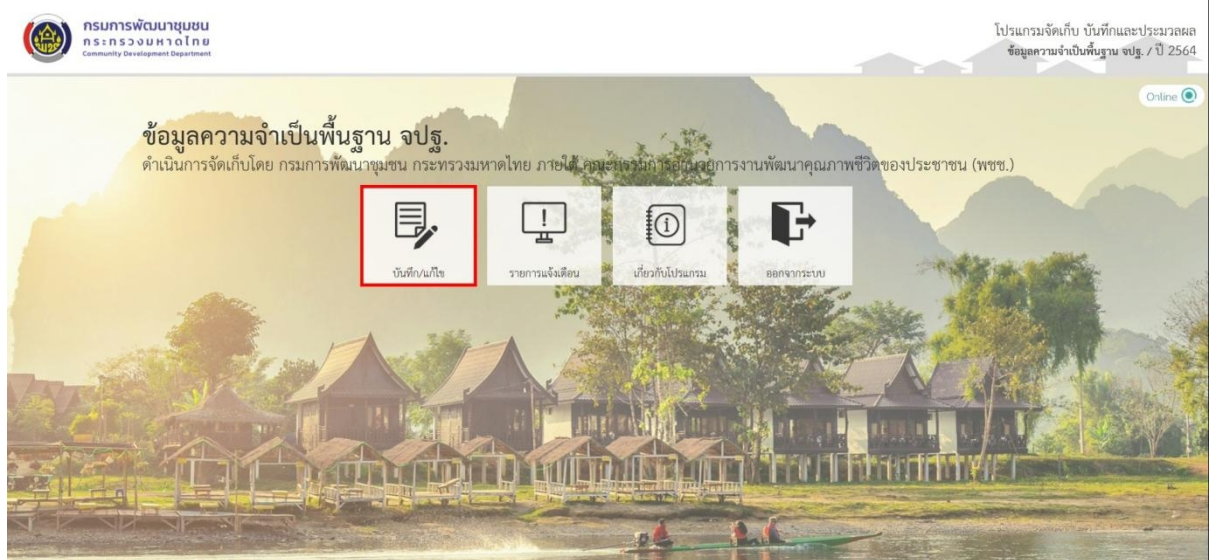 กรมการพัฒนาชุมชน
กระทรวงมหาดไทย
Community Development Department
โปรแกรมจัดเก็บ บันทึกและประมวลผล
ข้อมูลความจำเป็นพื้นฐาน จปฐ. / ปี 2564
Online
ข้อมูลความจำเป็นพื้นฐาน จปฐ.
ดำเนินการจัดเก็บโดย กรมการพัฒนาชุมชน กระทรวงมหาดไทย ภายใต้ คณะกรรมการอำนวยการงานพัฒนาคุณภาพชีวิตของประชาชน (พชช.)
บันทึก/แก้ไข
รายการแจ้งเตือน
เกี่ยวกับโปรแกรม
ออกจากระบบ